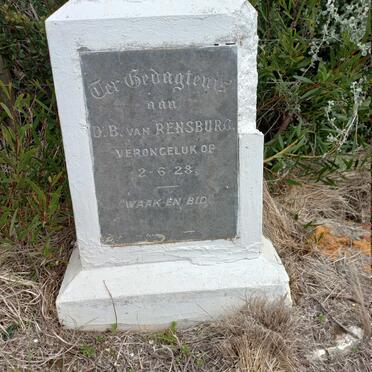 Ter Gedagtenis
aan
D.B. van RENSBURG.
VERONGELUK OP
2-6-28.
"WAAK EN BID"